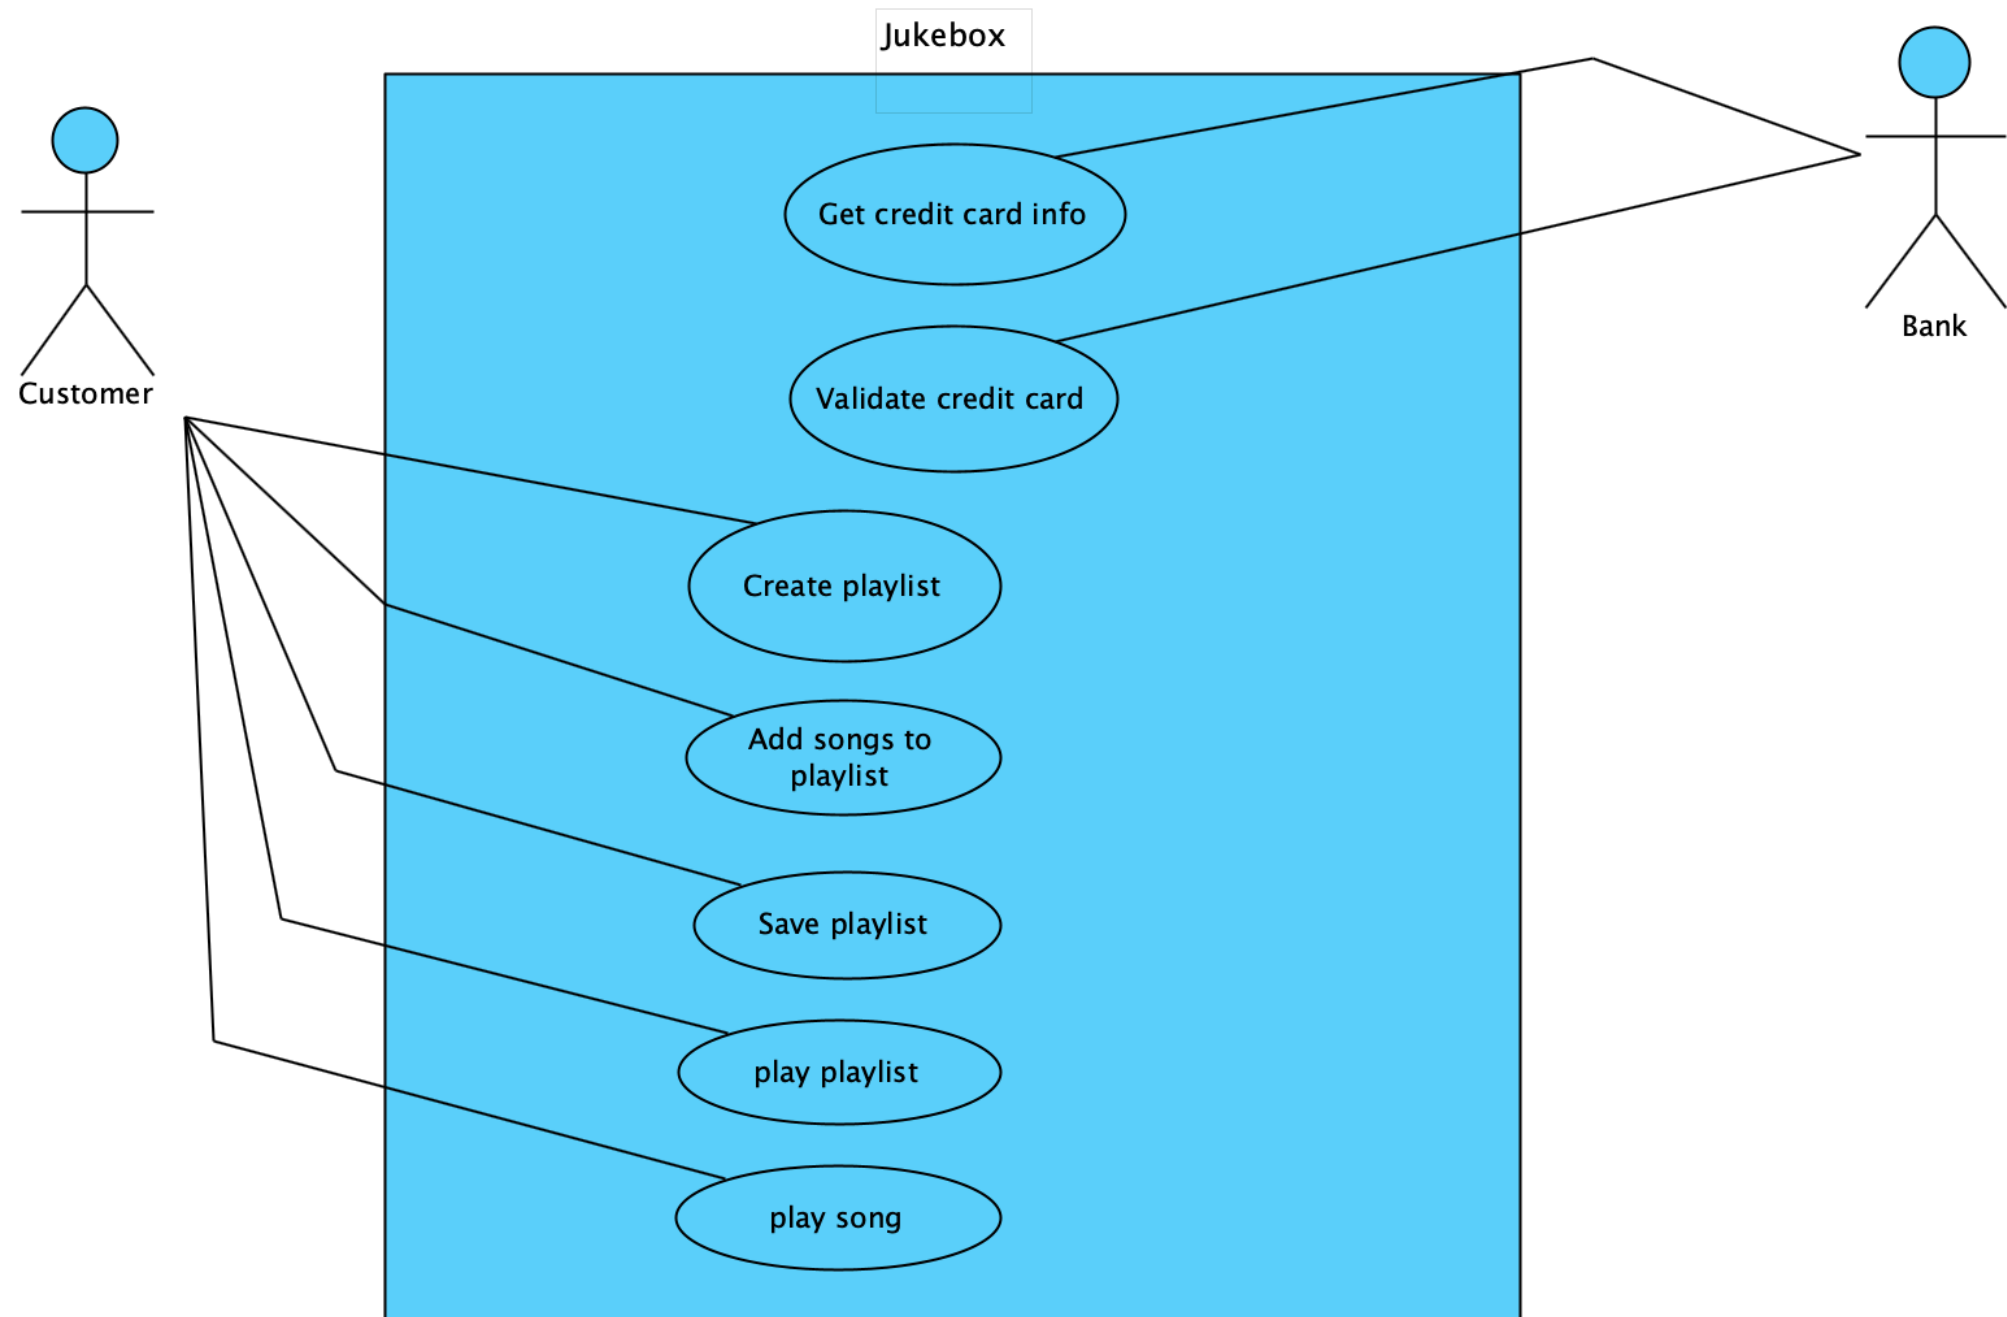 Jukebox
Get credit card info
Bank
Validate credit card
Customer
Create playlist
Add songs to
playlist
Save playlist
play playlist
play song